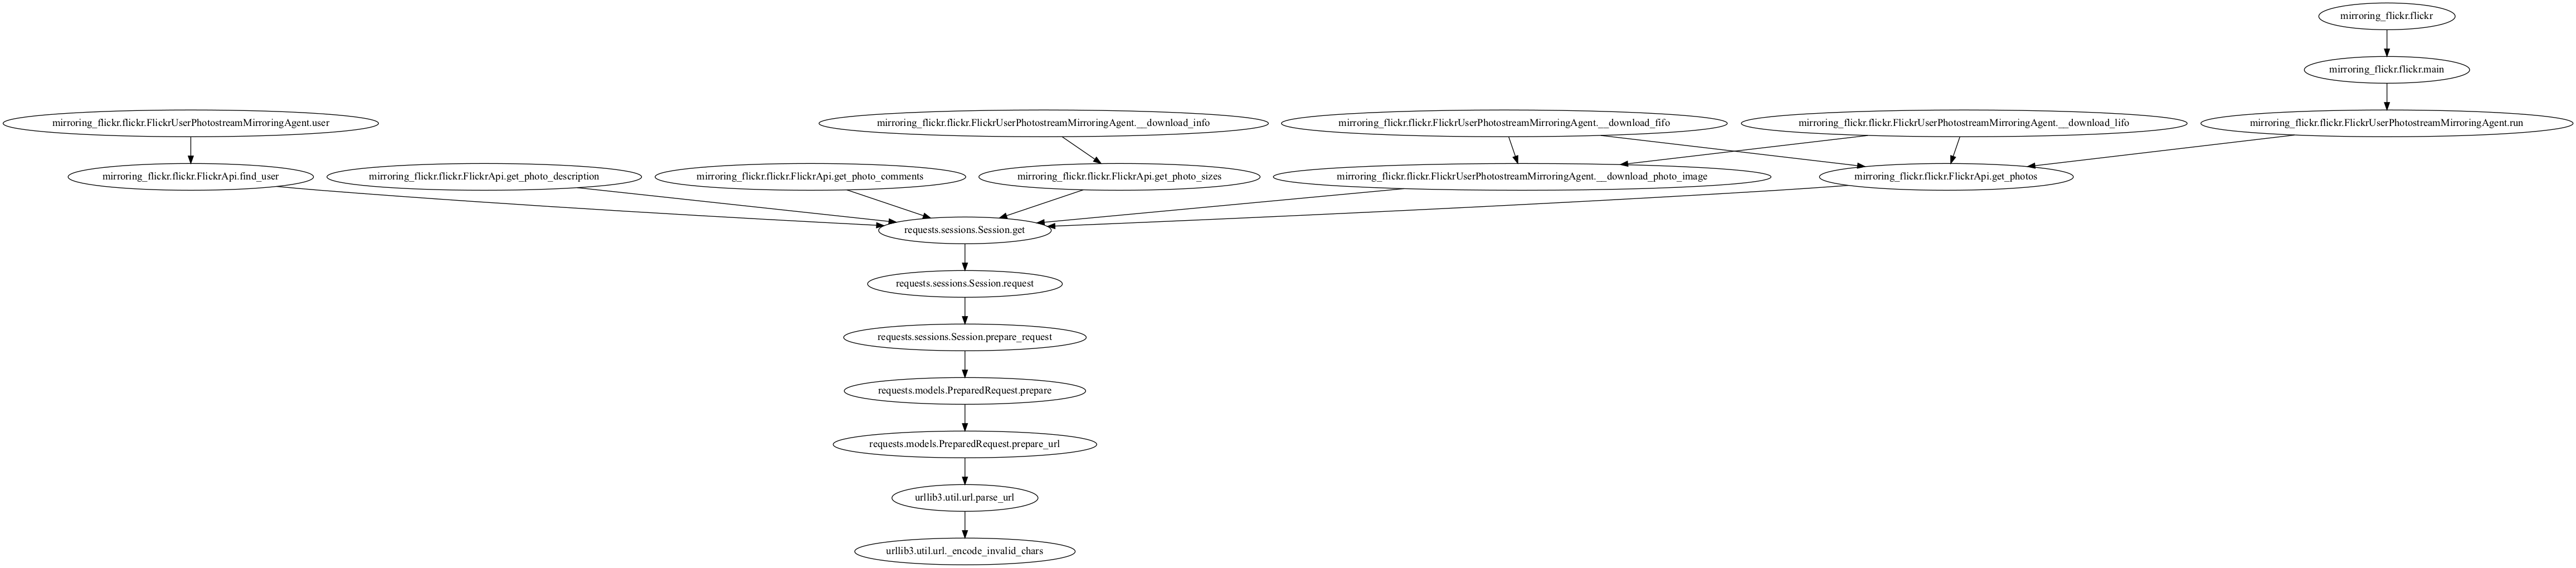 mirroring_flickr.flickr
mirroring_flickr.flickr.main
mirroring_flickr.flickr.FlickrUserPhotostreamMirroringAgent.user
mirroring_flickr.flickr.FlickrUserPhotostreamMirroringAgent.__download_info
mirroring_flickr.flickr.FlickrUserPhotostreamMirroringAgent.__download_fifo
mirroring_flickr.flickr.FlickrUserPhotostreamMirroringAgent.__download_lifo
mirroring_flickr.flickr.FlickrUserPhotostreamMirroringAgent.run
mirroring_flickr.flickr.FlickrApi.find_user
mirroring_flickr.flickr.FlickrApi.get_photo_description
mirroring_flickr.flickr.FlickrApi.get_photo_comments
mirroring_flickr.flickr.FlickrApi.get_photo_sizes
mirroring_flickr.flickr.FlickrUserPhotostreamMirroringAgent.__download_photo_image
mirroring_flickr.flickr.FlickrApi.get_photos
requests.sessions.Session.get
requests.sessions.Session.request
requests.sessions.Session.prepare_request
requests.models.PreparedRequest.prepare
requests.models.PreparedRequest.prepare_url
urllib3.util.url.parse_url
urllib3.util.url._encode_invalid_chars